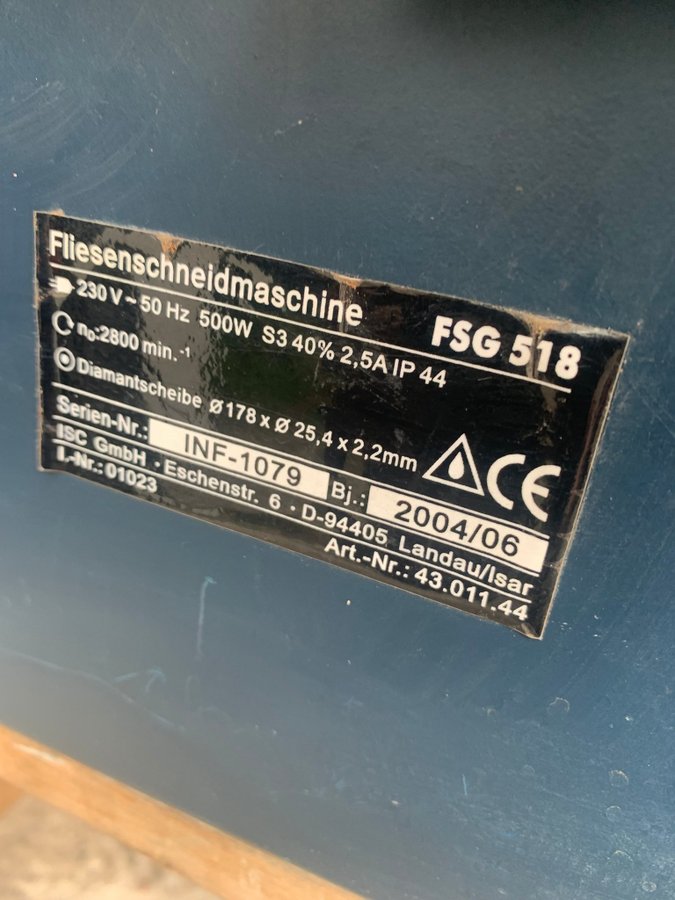 Fliesenschneidmaschine FSG 518
230 V ~ 50 Hz 500W S3 40% 2,5A IP 44
n₀:2800 min.⁻¹
Diamantscheibe Ø178 x Ø 25,4 x 2,2mm
Serien-Nr.: INF-1079 Bj.: 2004/06 CE
ISC GmbH · Eschenstr. 6 · D-94405 Landau/Isar
I.-Nr.: 01023 Art.-Nr.: 43.011.44